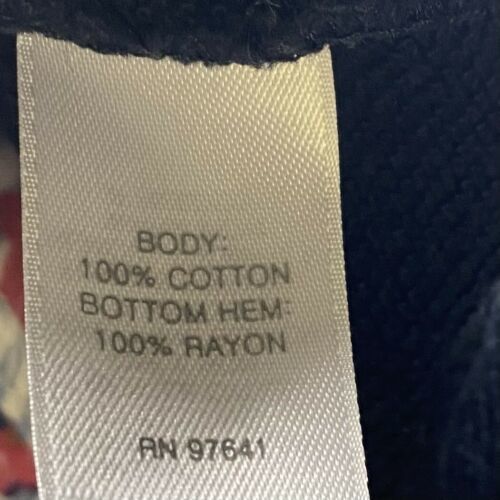 BODY:
100% COTTON
BOTTOM HEM:
100% RAYON
RN 97641